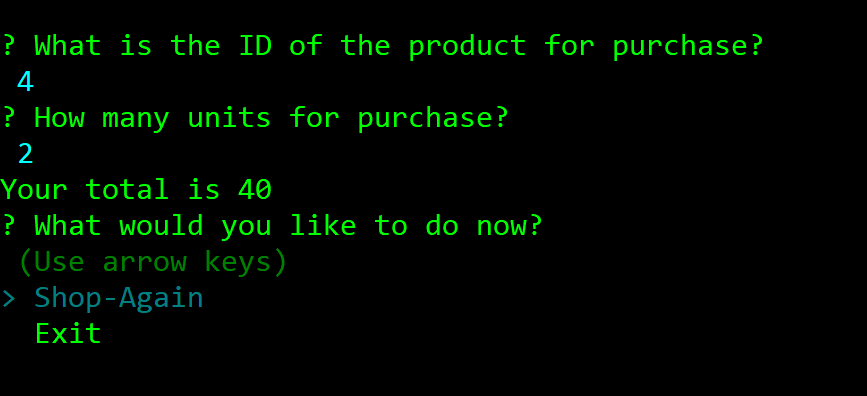 ? What is the ID of the product for purchase?
4
? How many units for purchase?
2
Your total is 40
? What would you like to do now?
(Use arrow keys)
> Shop-Again
Exit